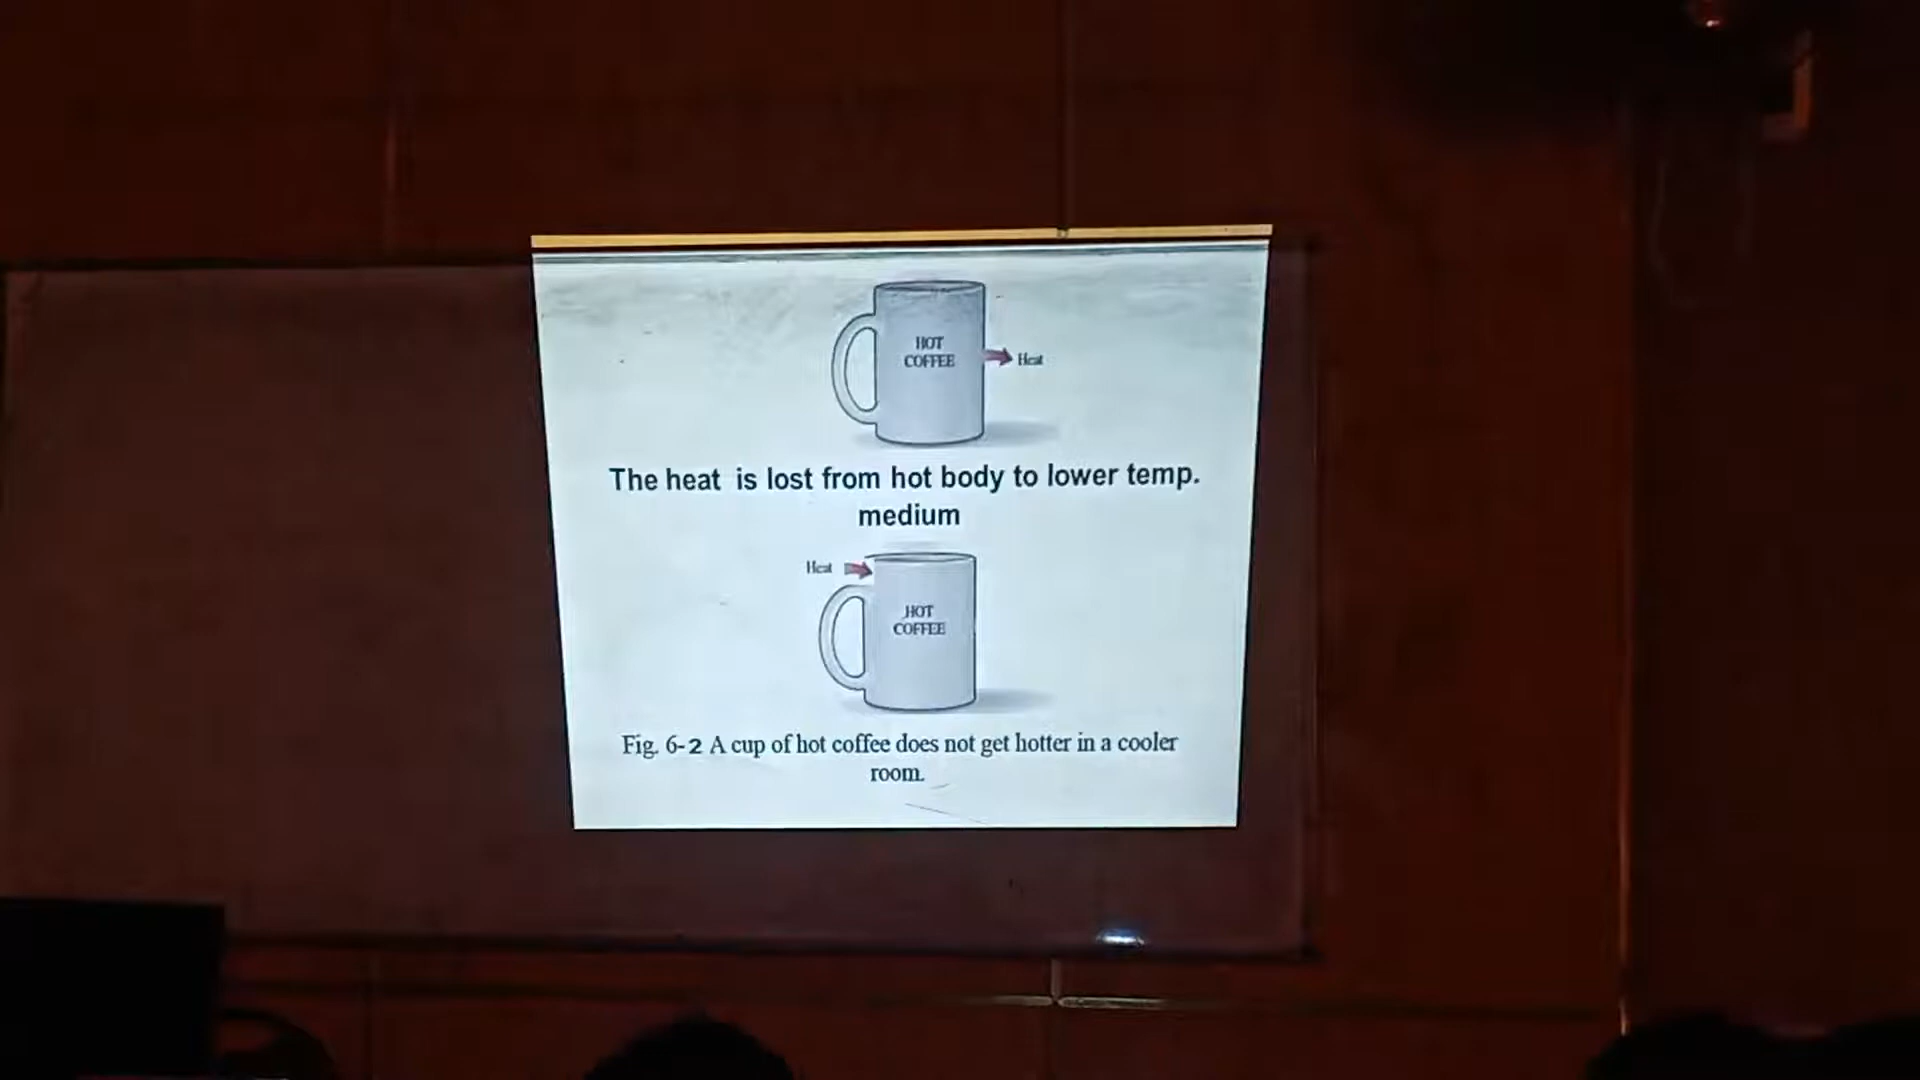 HOT
COFFEE
Heat
The heat is lost from hot body to lower temp.
medium
Heat
HOT
COFFEE
Fig. 6-2 A cup of hot coffee does not get hotter in a cooler
room.